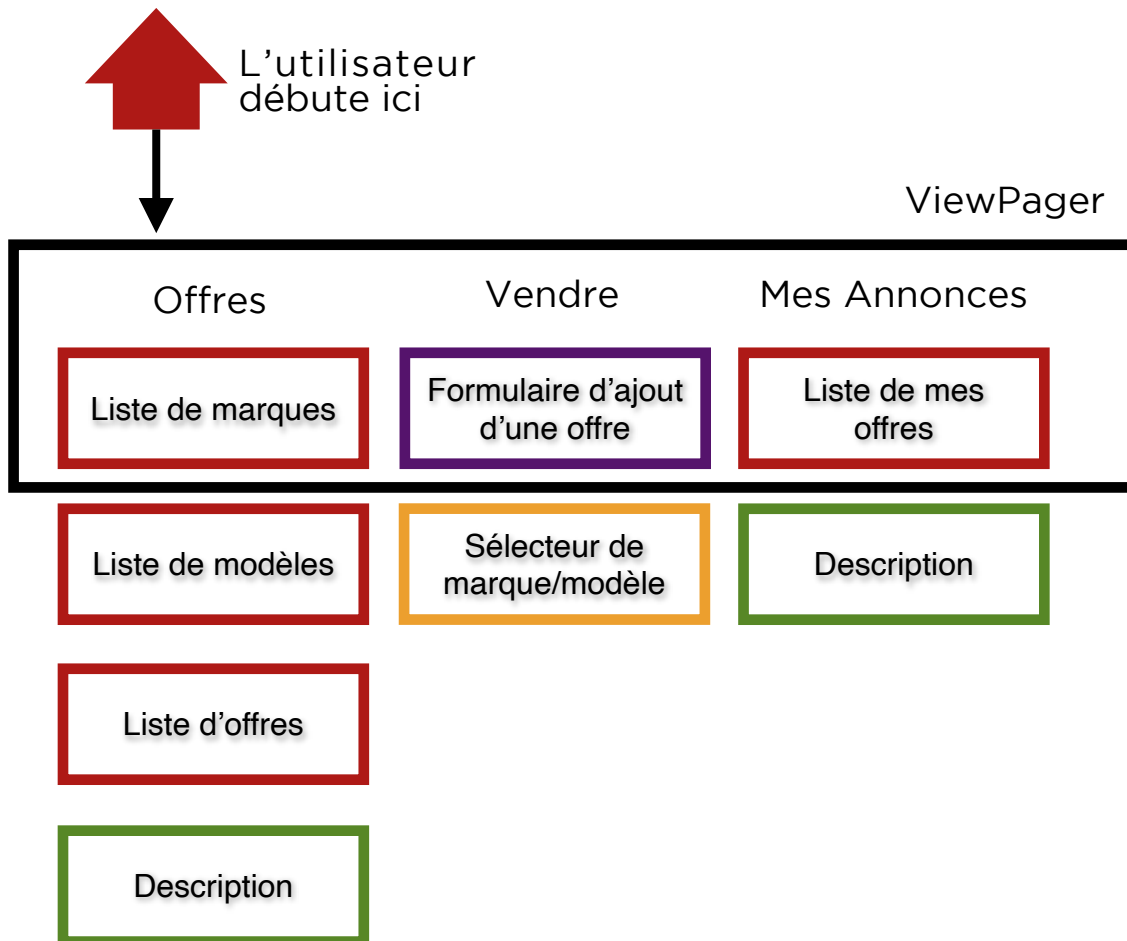 L’utilisateur
débute ici
ViewPager
Offres
Vendre
Mes Annonces
Liste de marques
Formulaire d’ajout
d’une offre
Liste de mes
offres
Liste de modèles
Sélecteur de
marque/modèle
Description
Liste d’offres
Description